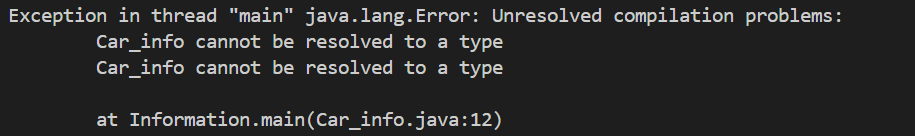 Exception in thread "main" java.lang.Error: Unresolved compilation problems:
Car_info cannot be resolved to a type
Car_info cannot be resolved to a type
at Information.main(Car_info.java:12)